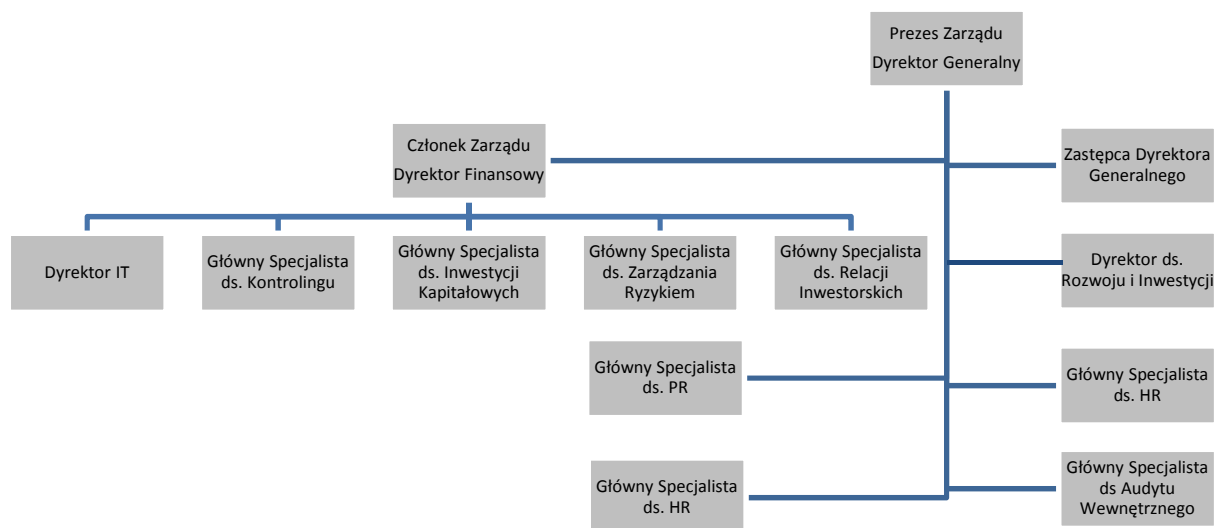 Prezes Zarządu
Dyrektor Generalny
Członek Zarządu
Dyrektor Finansowy
Zastępca Dyrektora
Generalnego
Dyrektor IT
Główny Specjalista
ds. Kontrolingu
Główny Specjalista
ds. Inwestycji
Kapitałowych
Główny Specjalista
ds. Zarządzania
Ryzykiem
Główny Specjalista
ds. Relacji
Inwestorskich
Dyrektor ds.
Rozwoju i Inwestycji
Główny Specjalista
ds. PR
Główny Specjalista
ds. HR
Główny Specjalista
ds. HR
Główny Specjalista
ds Audytu
Wewnętrznego